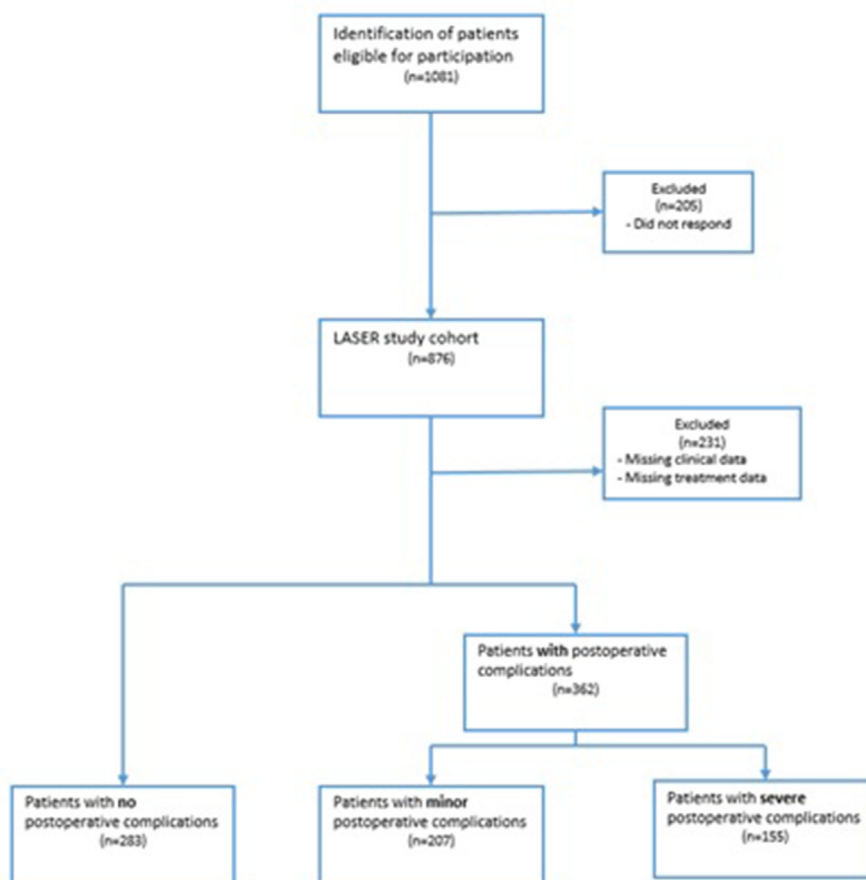 Identification of patients
eligible for participation
(n=1081)
Excluded
(n=205)
- Did not respond
LASER study cohort
(n=876)
Excluded
(n=231)
- Missing clinical data
- Missing treatment data
Patients with postoperative
complications
(n=362)
Patients with no
postoperative complications
(n=283)
Patients with minor
postoperative complications
(n=207)
Patients with severe
postoperative complications
(n=155)